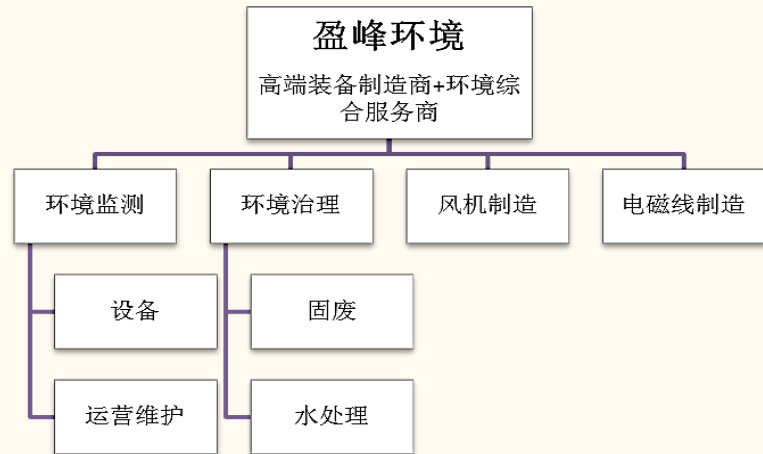 盈峰环境
高端装备制造商+环境综
合服务商
环境监测
环境治理
风机制造
电磁线制造
设备
固废
运营维护
水处理